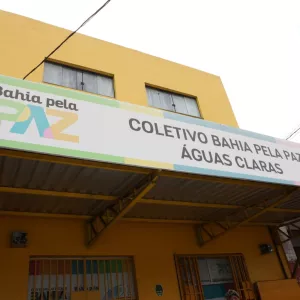 Bahia pela
PAZ
COLETIVO BAHIA PELA PAZ
ÁGUAS CLARAS